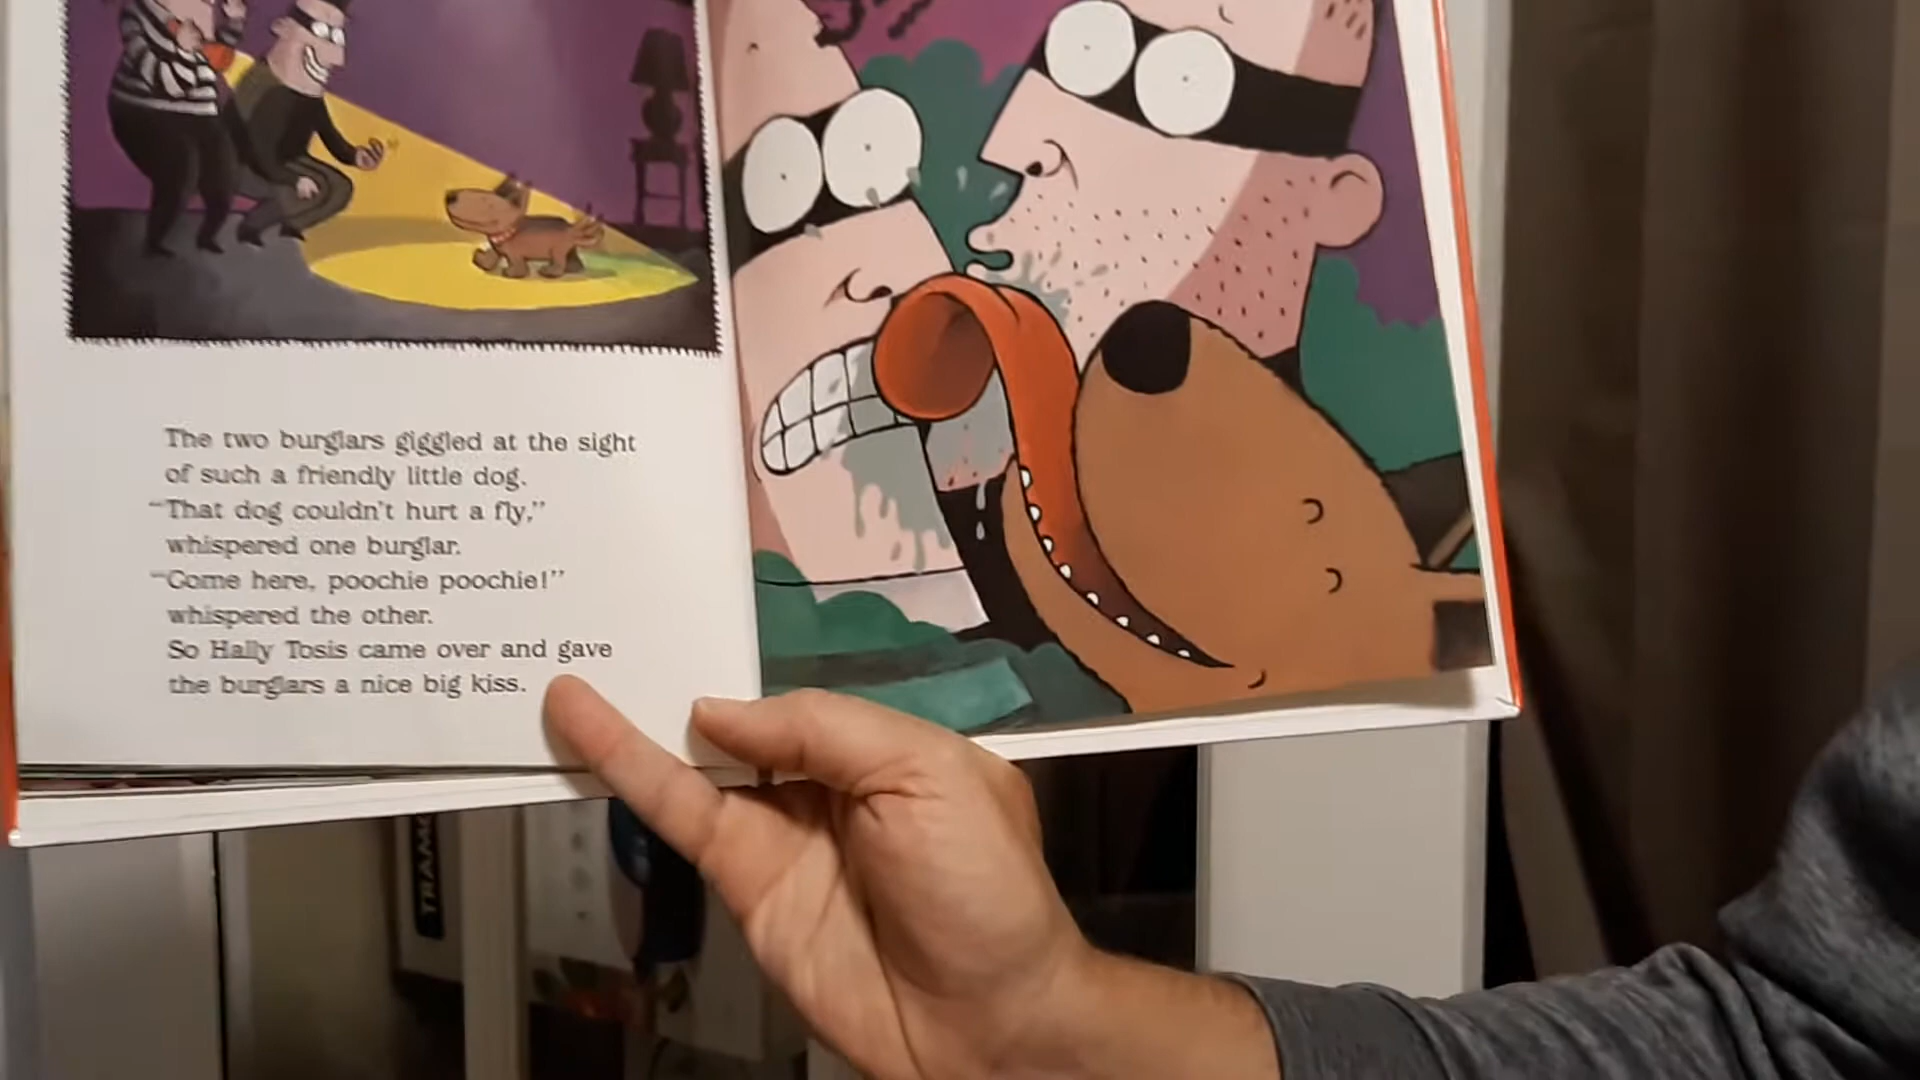 The two burglars giggled at the sight
of such a friendly little dog.
"That dog couldn't hurt a fly,"
whispered one burglar.
"Come here, poochie poochie!"
whispered the other.
So Hally Tosis came over and gave
the burglars a nice big kiss.